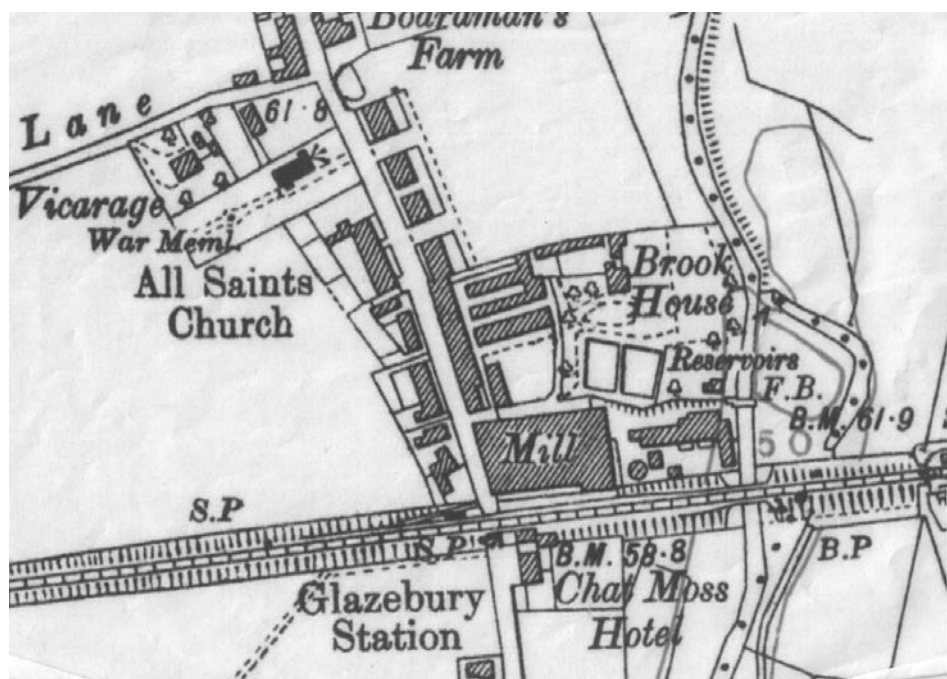 Boardman's
Farm
Lane
61·8
Vicarage
War Meml.
All Saints
Church
Brook
House
Reservoirs
F.B.
B.M. 61·9
50
Mill
S.P
S.P
B.M. 58·8
B.P
Glazebury
Station
Chat Moss
Hotel